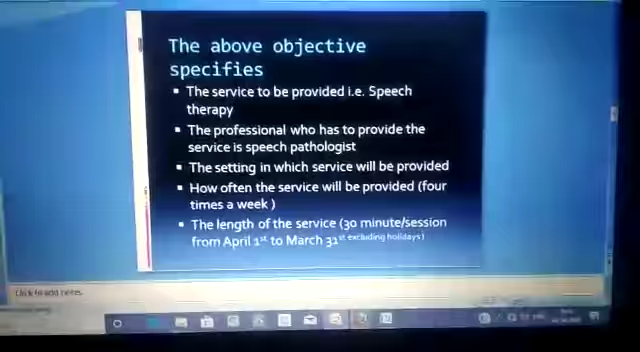 The above objective
specifies
▪ The service to be provided i.e. Speech
therapy
▪ The professional who has to provide the
service is speech pathologist
▪ The setting in which service will be provided
▪ How often the service will be provided (four
times a week )
▪ The length of the service (30 minute/session
from April 1st to March 31st excluding holidays)
Click to add notes